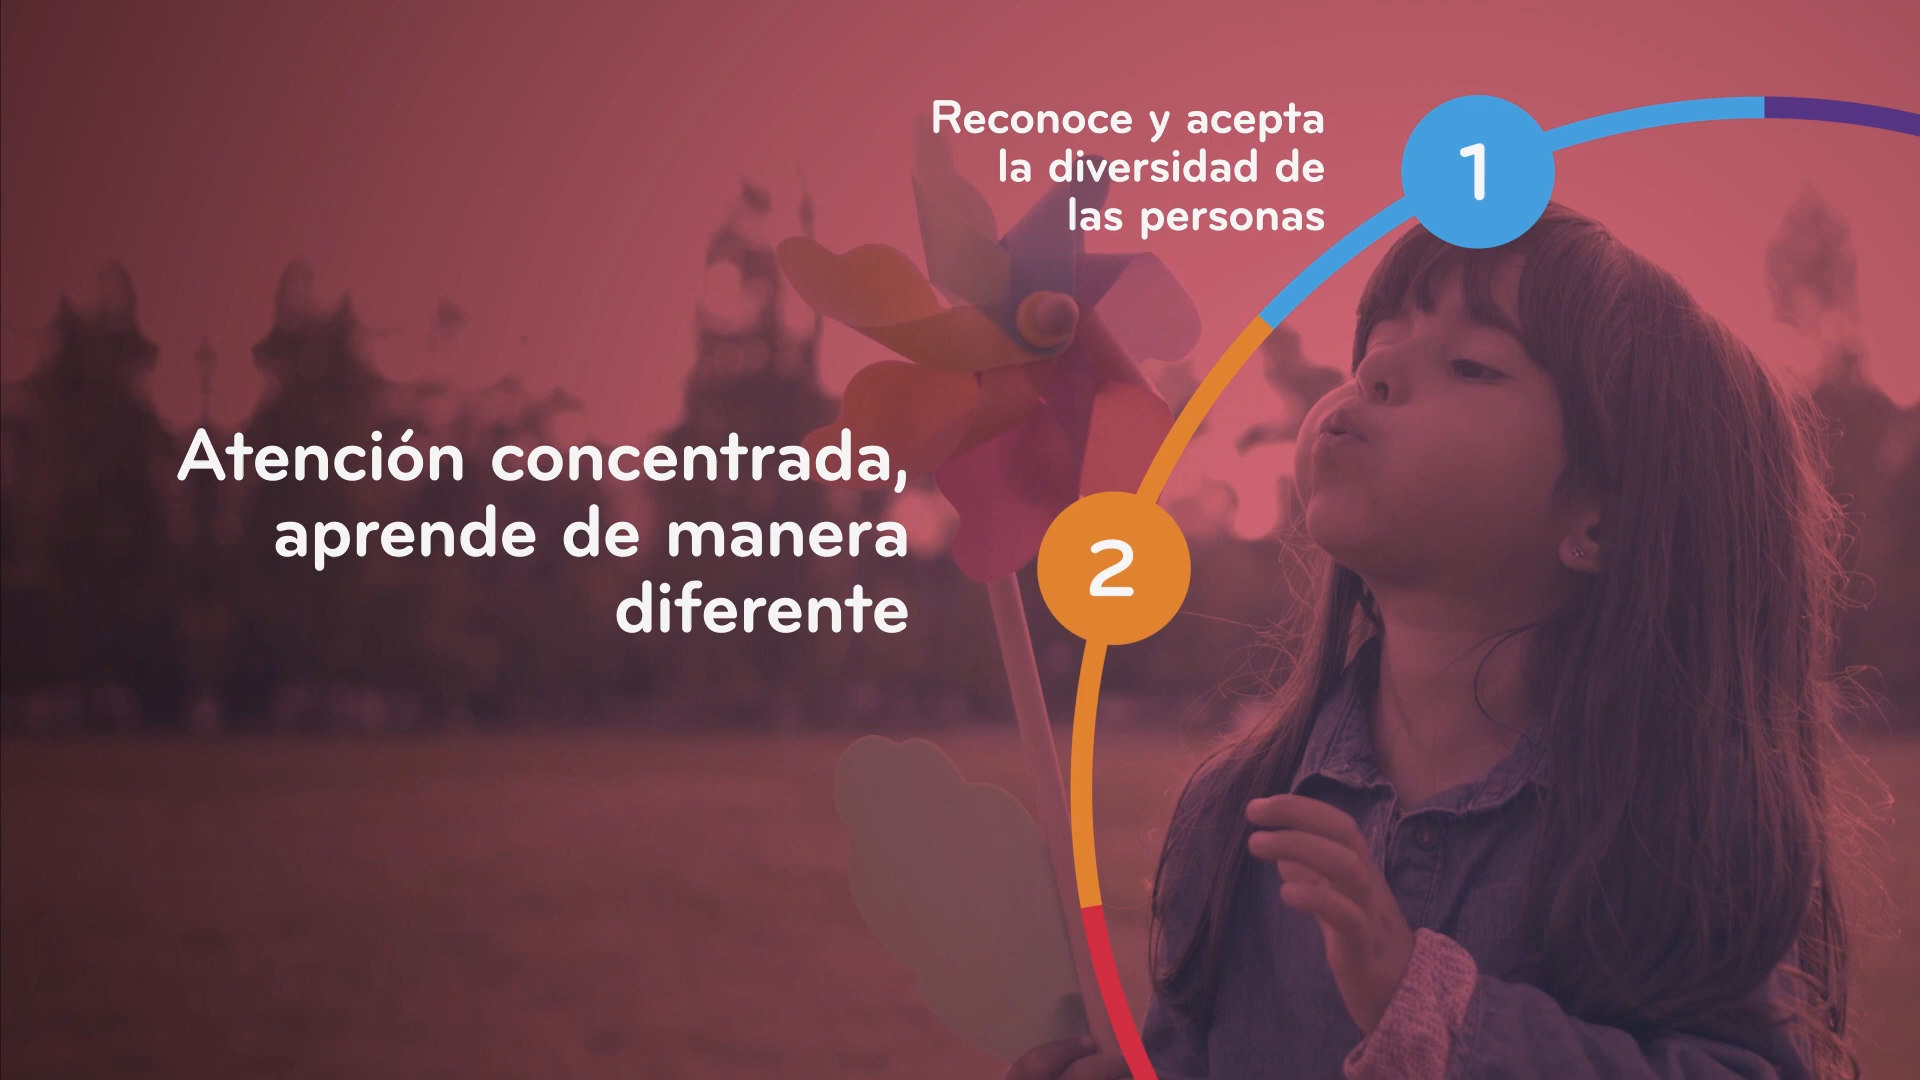 Reconoce y acepta
la diversidad de
las personas
1
Atención concentrada,
aprende de manera
diferente
2